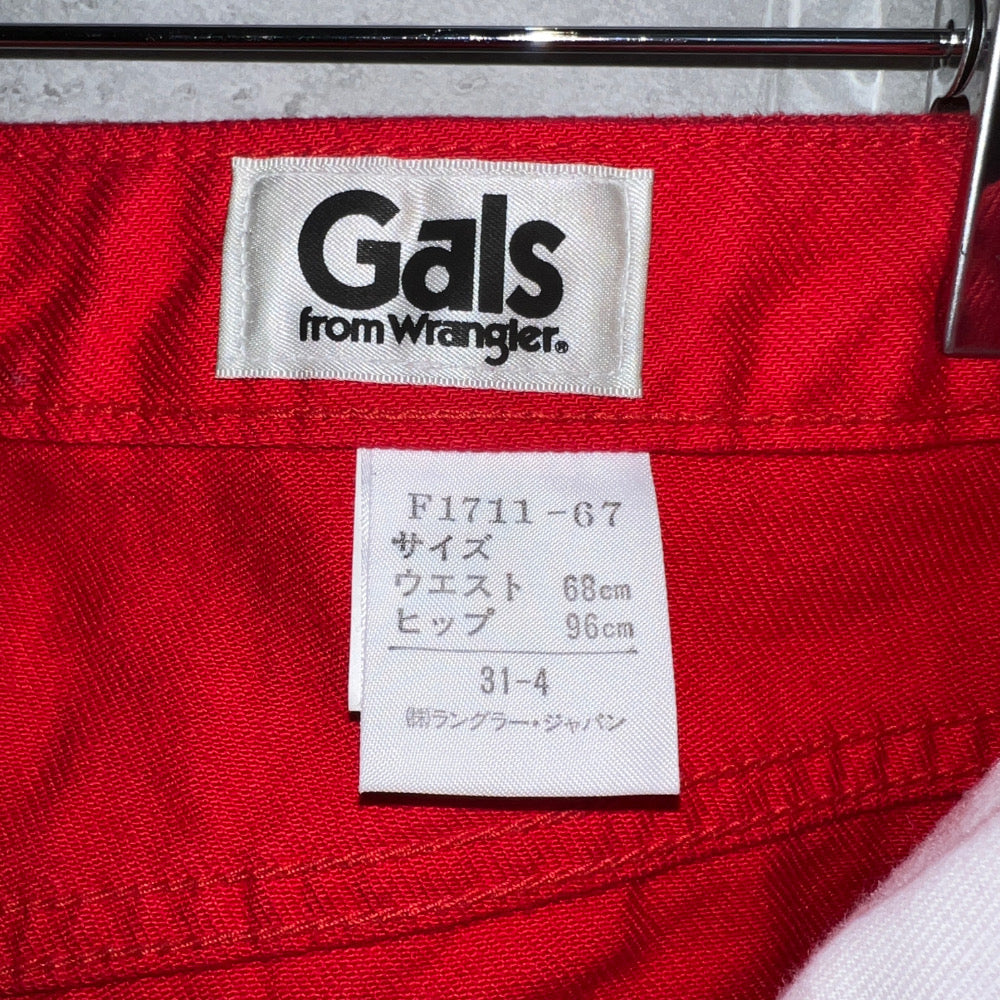 Gals
from Wrangler®
F1711-67
サイズ
ウエスト 68cm
ヒップ 96cm
31-4
㈱ラングラー・ジャパン